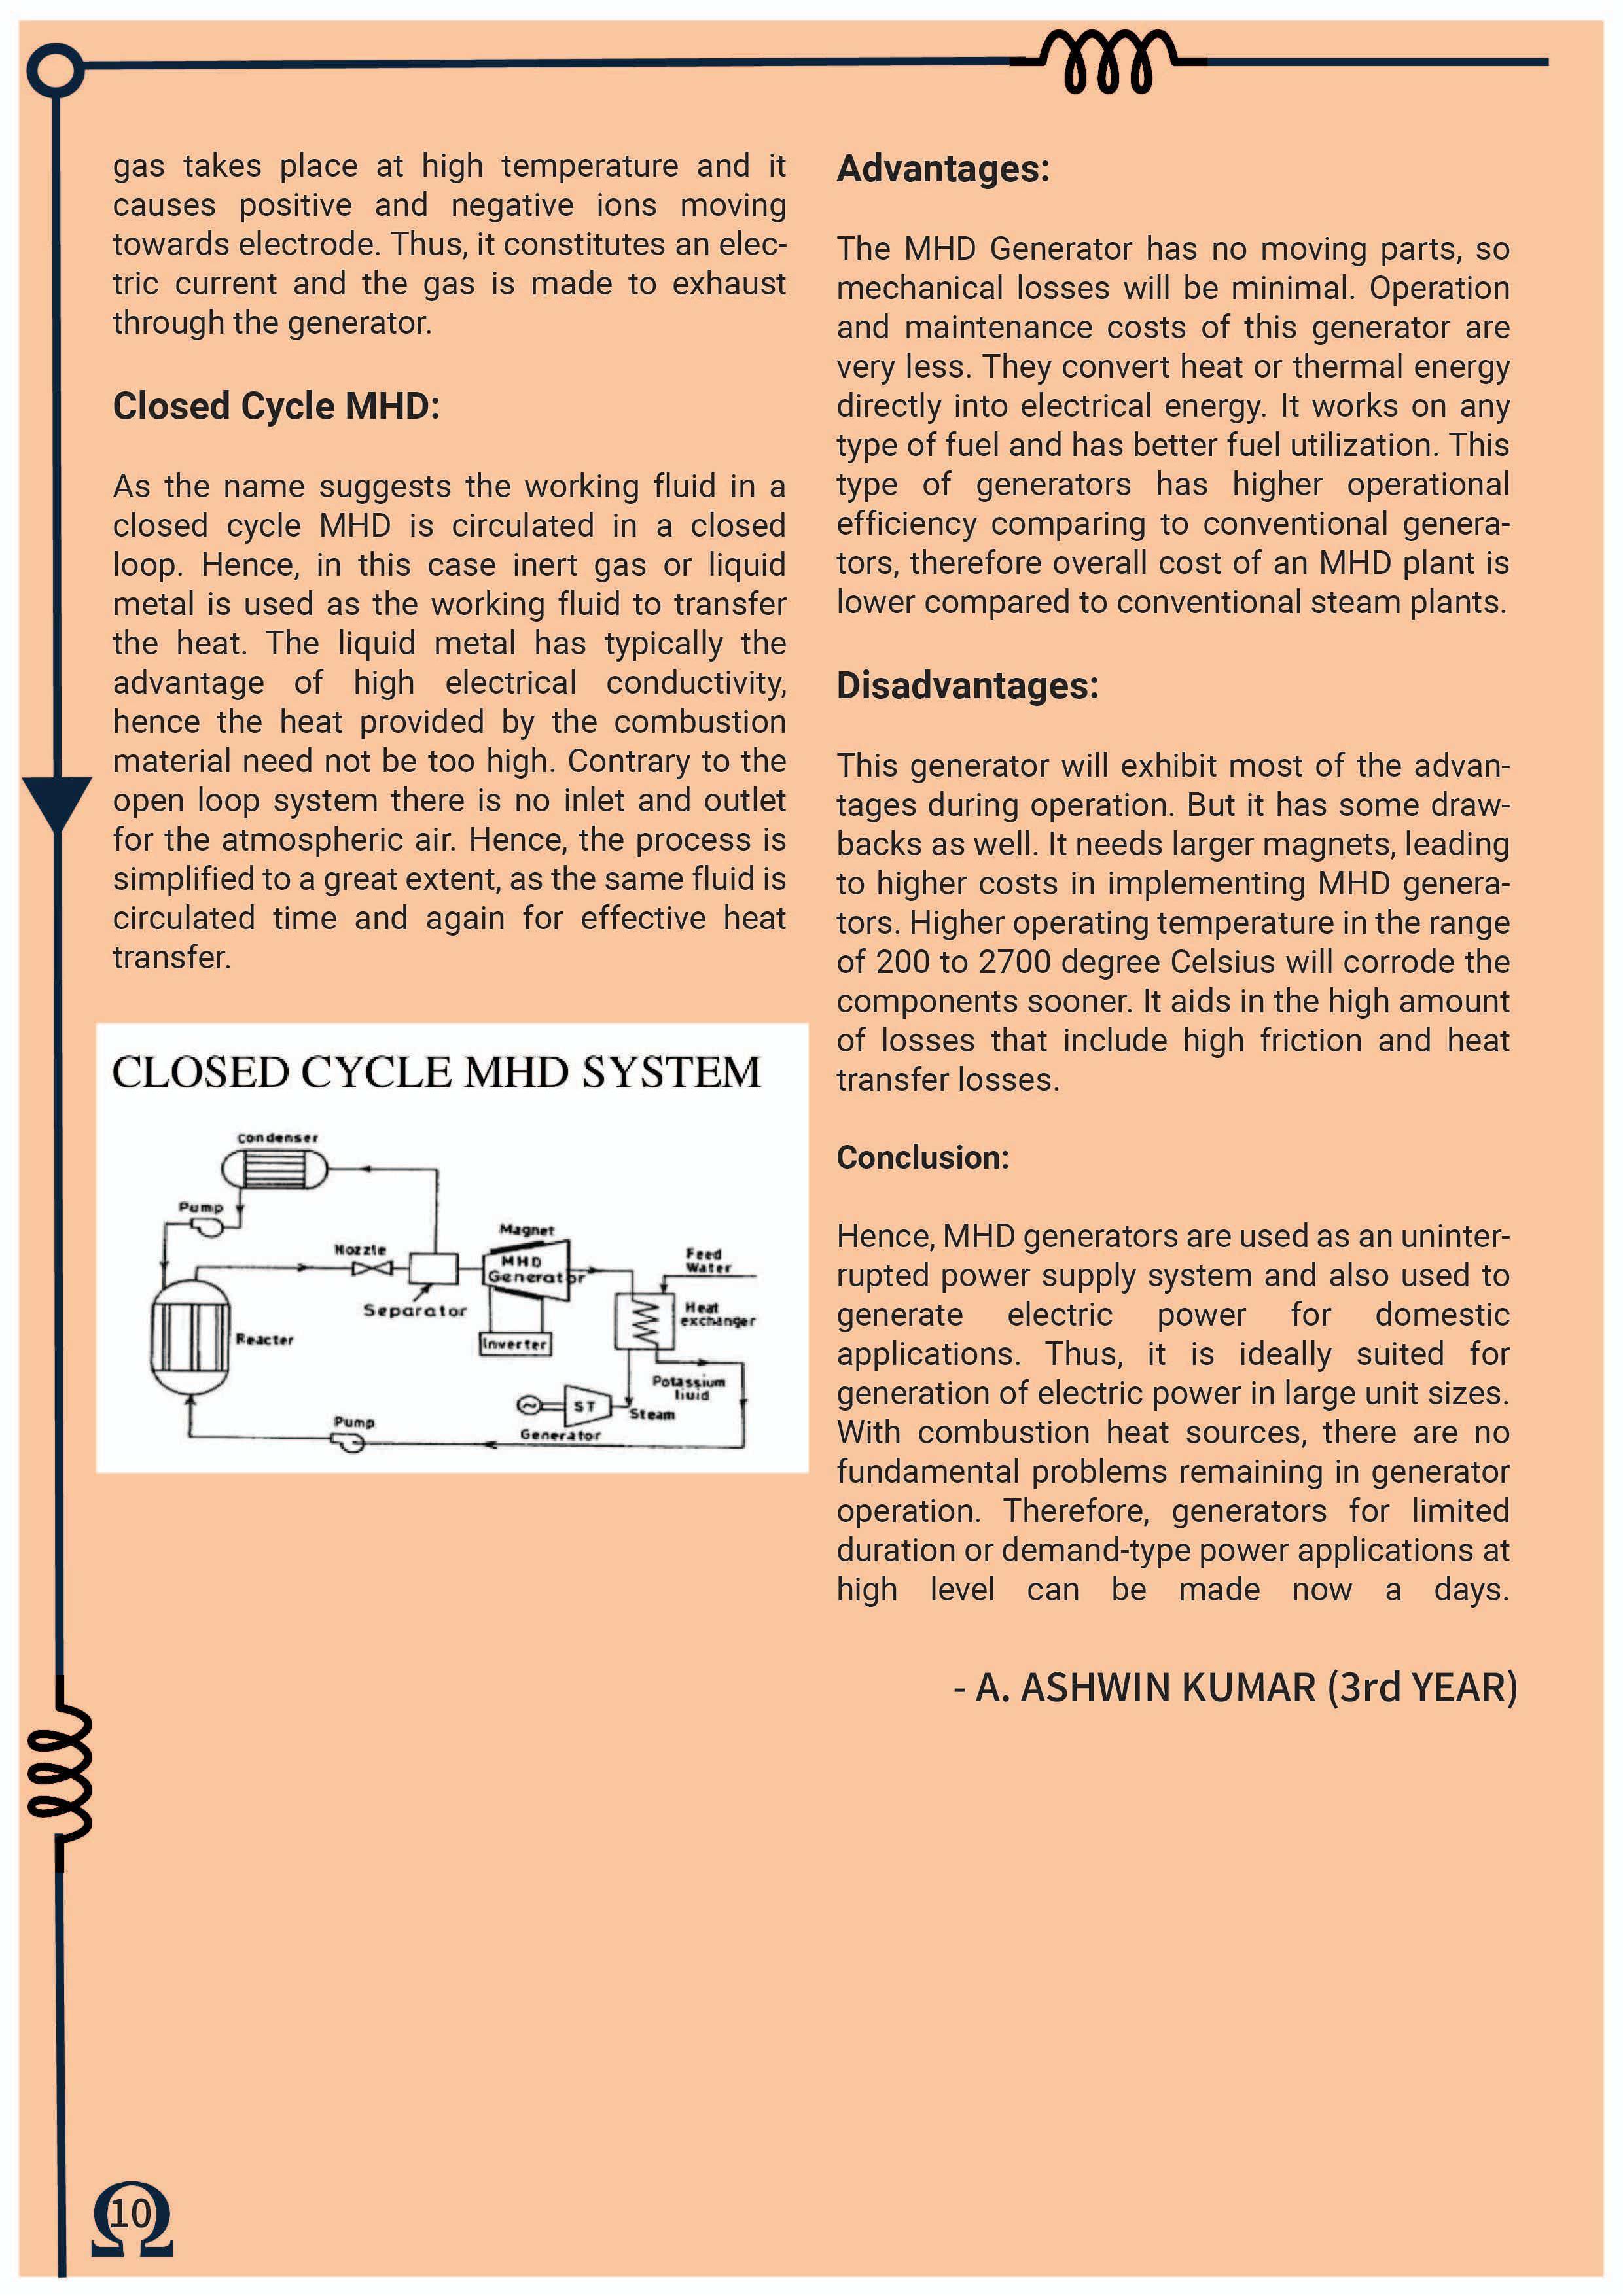 gas takes place at high temperature and it
causes positive and negative ions moving
towards electrode. Thus, it constitutes an elec-
tric current and the gas is made to exhaust
through the generator.
Closed Cycle MHD:
As the name suggests the working fluid in a
closed cycle MHD is circulated in a closed
loop. Hence, in this case inert gas or liquid
metal is used as the working fluid to transfer
the heat. The liquid metal has typically the
advantage of high electrical conductivity,
hence the heat provided by the combustion
material need not be too high. Contrary to the
open loop system there is no inlet and outlet
for the atmospheric air. Hence, the process is
simplified to a great extent, as the same fluid is
circulated time and again for effective heat
transfer.
CLOSED CYCLE MHD SYSTEM
Condenser
Pump
Nozzle
Separator
Magnet
MHD
Generator
Inverter
Feed
Water
Heat
exchanger
Reacter
Potassium
liuid
ST
Steam
Generator
Pump
Advantages:
The MHD Generator has no moving parts, so
mechanical losses will be minimal. Operation
and maintenance costs of this generator are
very less. They convert heat or thermal energy
directly into electrical energy. It works on any
type of fuel and has better fuel utilization. This
type of generators has higher operational
efficiency comparing to conventional genera-
tors, therefore overall cost of an MHD plant is
lower compared to conventional steam plants.
Disadvantages:
This generator will exhibit most of the advan-
tages during operation. But it has some draw-
backs as well. It needs larger magnets, leading
to higher costs in implementing MHD genera-
tors. Higher operating temperature in the range
of 200 to 2700 degree Celsius will corrode the
components sooner. It aids in the high amount
of losses that include high friction and heat
transfer losses.
Conclusion:
Hence, MHD generators are used as an uninter-
rupted power supply system and also used to
generate electric power for domestic
applications. Thus, it is ideally suited for
generation of electric power in large unit sizes.
With combustion heat sources, there are no
fundamental problems remaining in generator
operation. Therefore, generators for limited
duration or demand-type power applications at
high level can be made now a days.
- A. ASHWIN KUMAR (3rd YEAR)
Ω
10